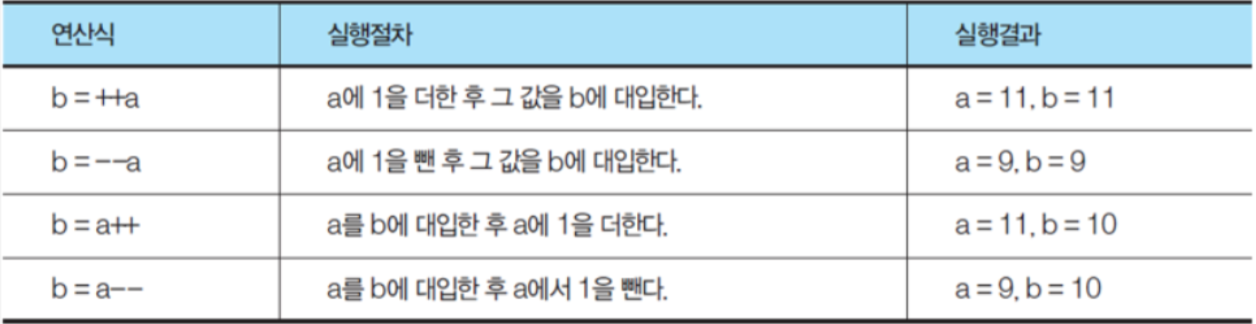 연산식 실행절차 실행결과
b = ++a a에 1을 더한 후 그 값을 b에 대입한다. a = 11, b = 11
b = --a a에 1을 뺀 후 그 값을 b에 대입한다. a = 9, b = 9
b = a++ a를 b에 대입한 후 a에 1을 더한다. a = 11, b = 10
b = a-- a를 b에 대입한 후 a에서 1을 뺀다. a = 9, b = 10